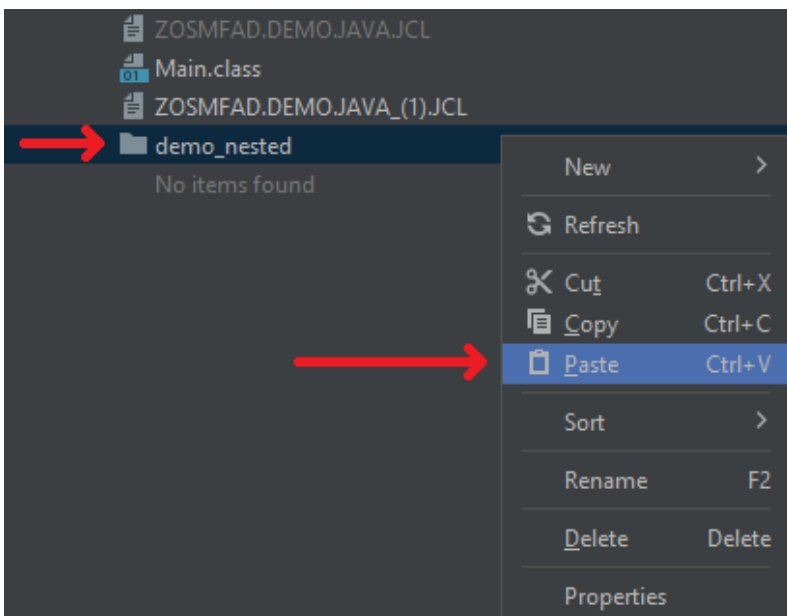 ZOSMFAD.DEMO.JAVA.JCL
01 Main.class
ZOSMFAD.DEMO.JAVA_(1).JCL
demo_nested
No items found
New
Refresh
Cut Ctrl+X
Copy Ctrl+C
Paste Ctrl+V
Sort
Rename F2
Delete Delete
Properties